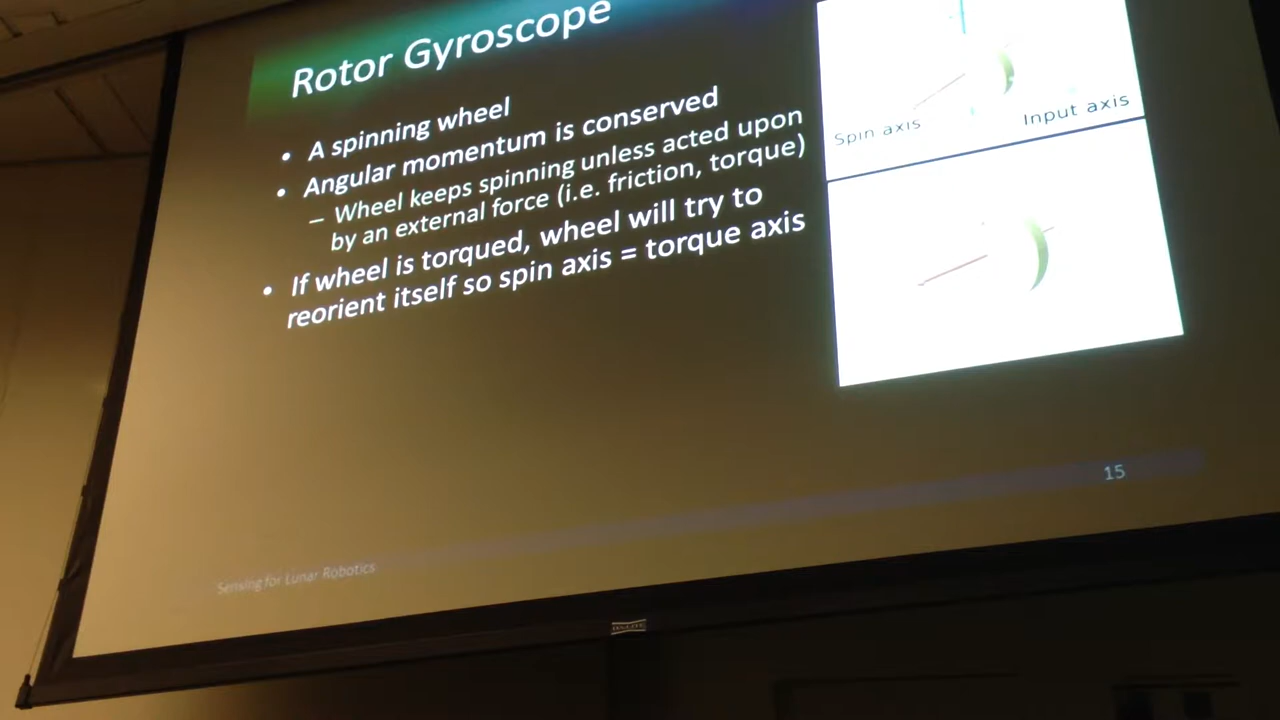 Rotor Gyroscope
• A spinning wheel
• Angular momentum is conserved
– Wheel keeps spinning unless acted upon
by an external force (i.e. friction, torque)
• If wheel is torqued, wheel will try to
reorient itself so spin axis = torque axis
Spin axis
Input axis
15
Sensing for Lunar Robotics